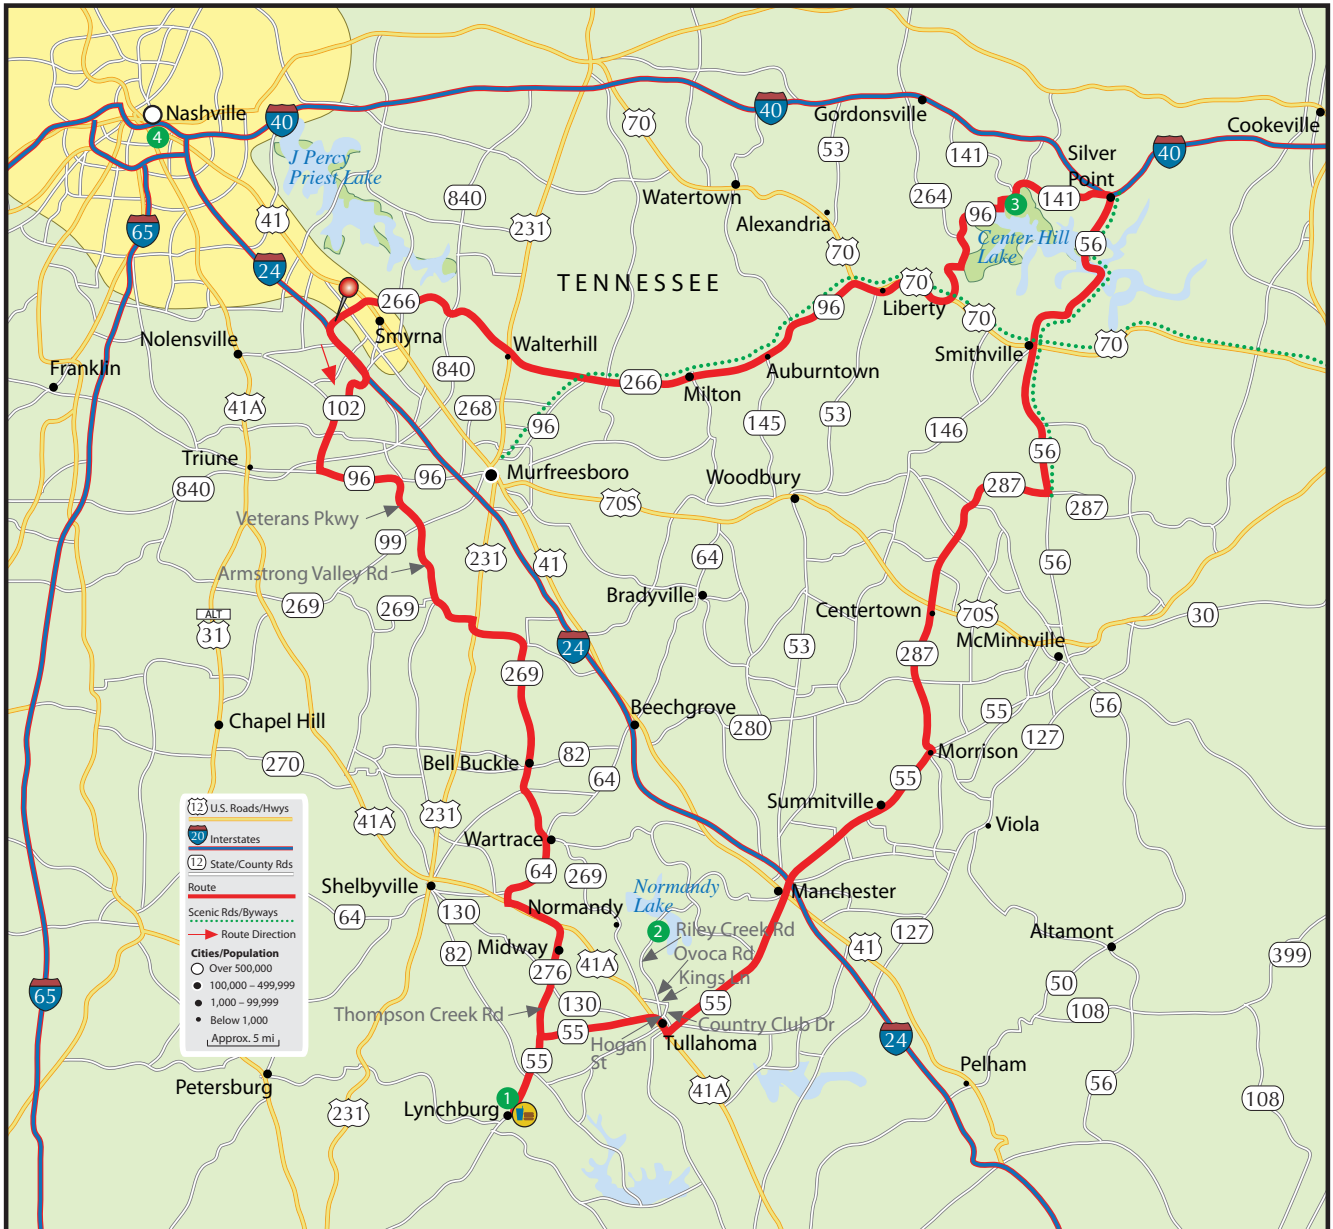 Nashville
4
40
40
Gordonsville
Cookeville
70
53
141
Silver
Point
40
J Percy
Priest Lake
840
Watertown
264
96
3
141
41
65
231
Alexandria
56
Center Hill
Lake
24
70
TENNESSEE
70
266
96
Liberty
70
Smyrna
Nolensville
Walterhill
Smithville
70
Franklin
840
Auburntown
266
Milton
41A
102
268
96
145
53
146
Triune
96
96
Murfreesboro
Woodbury
56
840
70S
287
287
Veterans Pkwy
99
231
41
64
56
Armstrong Valley Rd
269
269
Bradyville
Centertown
70S
30
ALT
31
24
53
287
McMinnville
269
Chapel Hill
Beechgrove
280
55
56
127
270
Bell Buckle
82
64
55
Morrison
12 U.S. Roads/Hwys
20 Interstates
12 State/County Rds
Route
Scenic Rds/Byways
Route Direction
Cities/Population
Over 500,000
100,000 – 499,999
1,000 – 99,999
Below 1,000
Approx. 5 mi
41A
231
Summitville
Viola
Wartrace
64
269
Shelbyville
Normandy
Lake
Manchester
64
130
Normandy
2
Riley Creek Rd
Ovoca Rd
Kings Ln
127
41
Altamont
82
Midway
276
41A
399
65
50
Thompson Creek Rd
130
55
108
55
Country Club Dr
Hogan
St
Tullahoma
24
55
Pelham
Petersburg
41A
56
1
Lynchburg
231
108